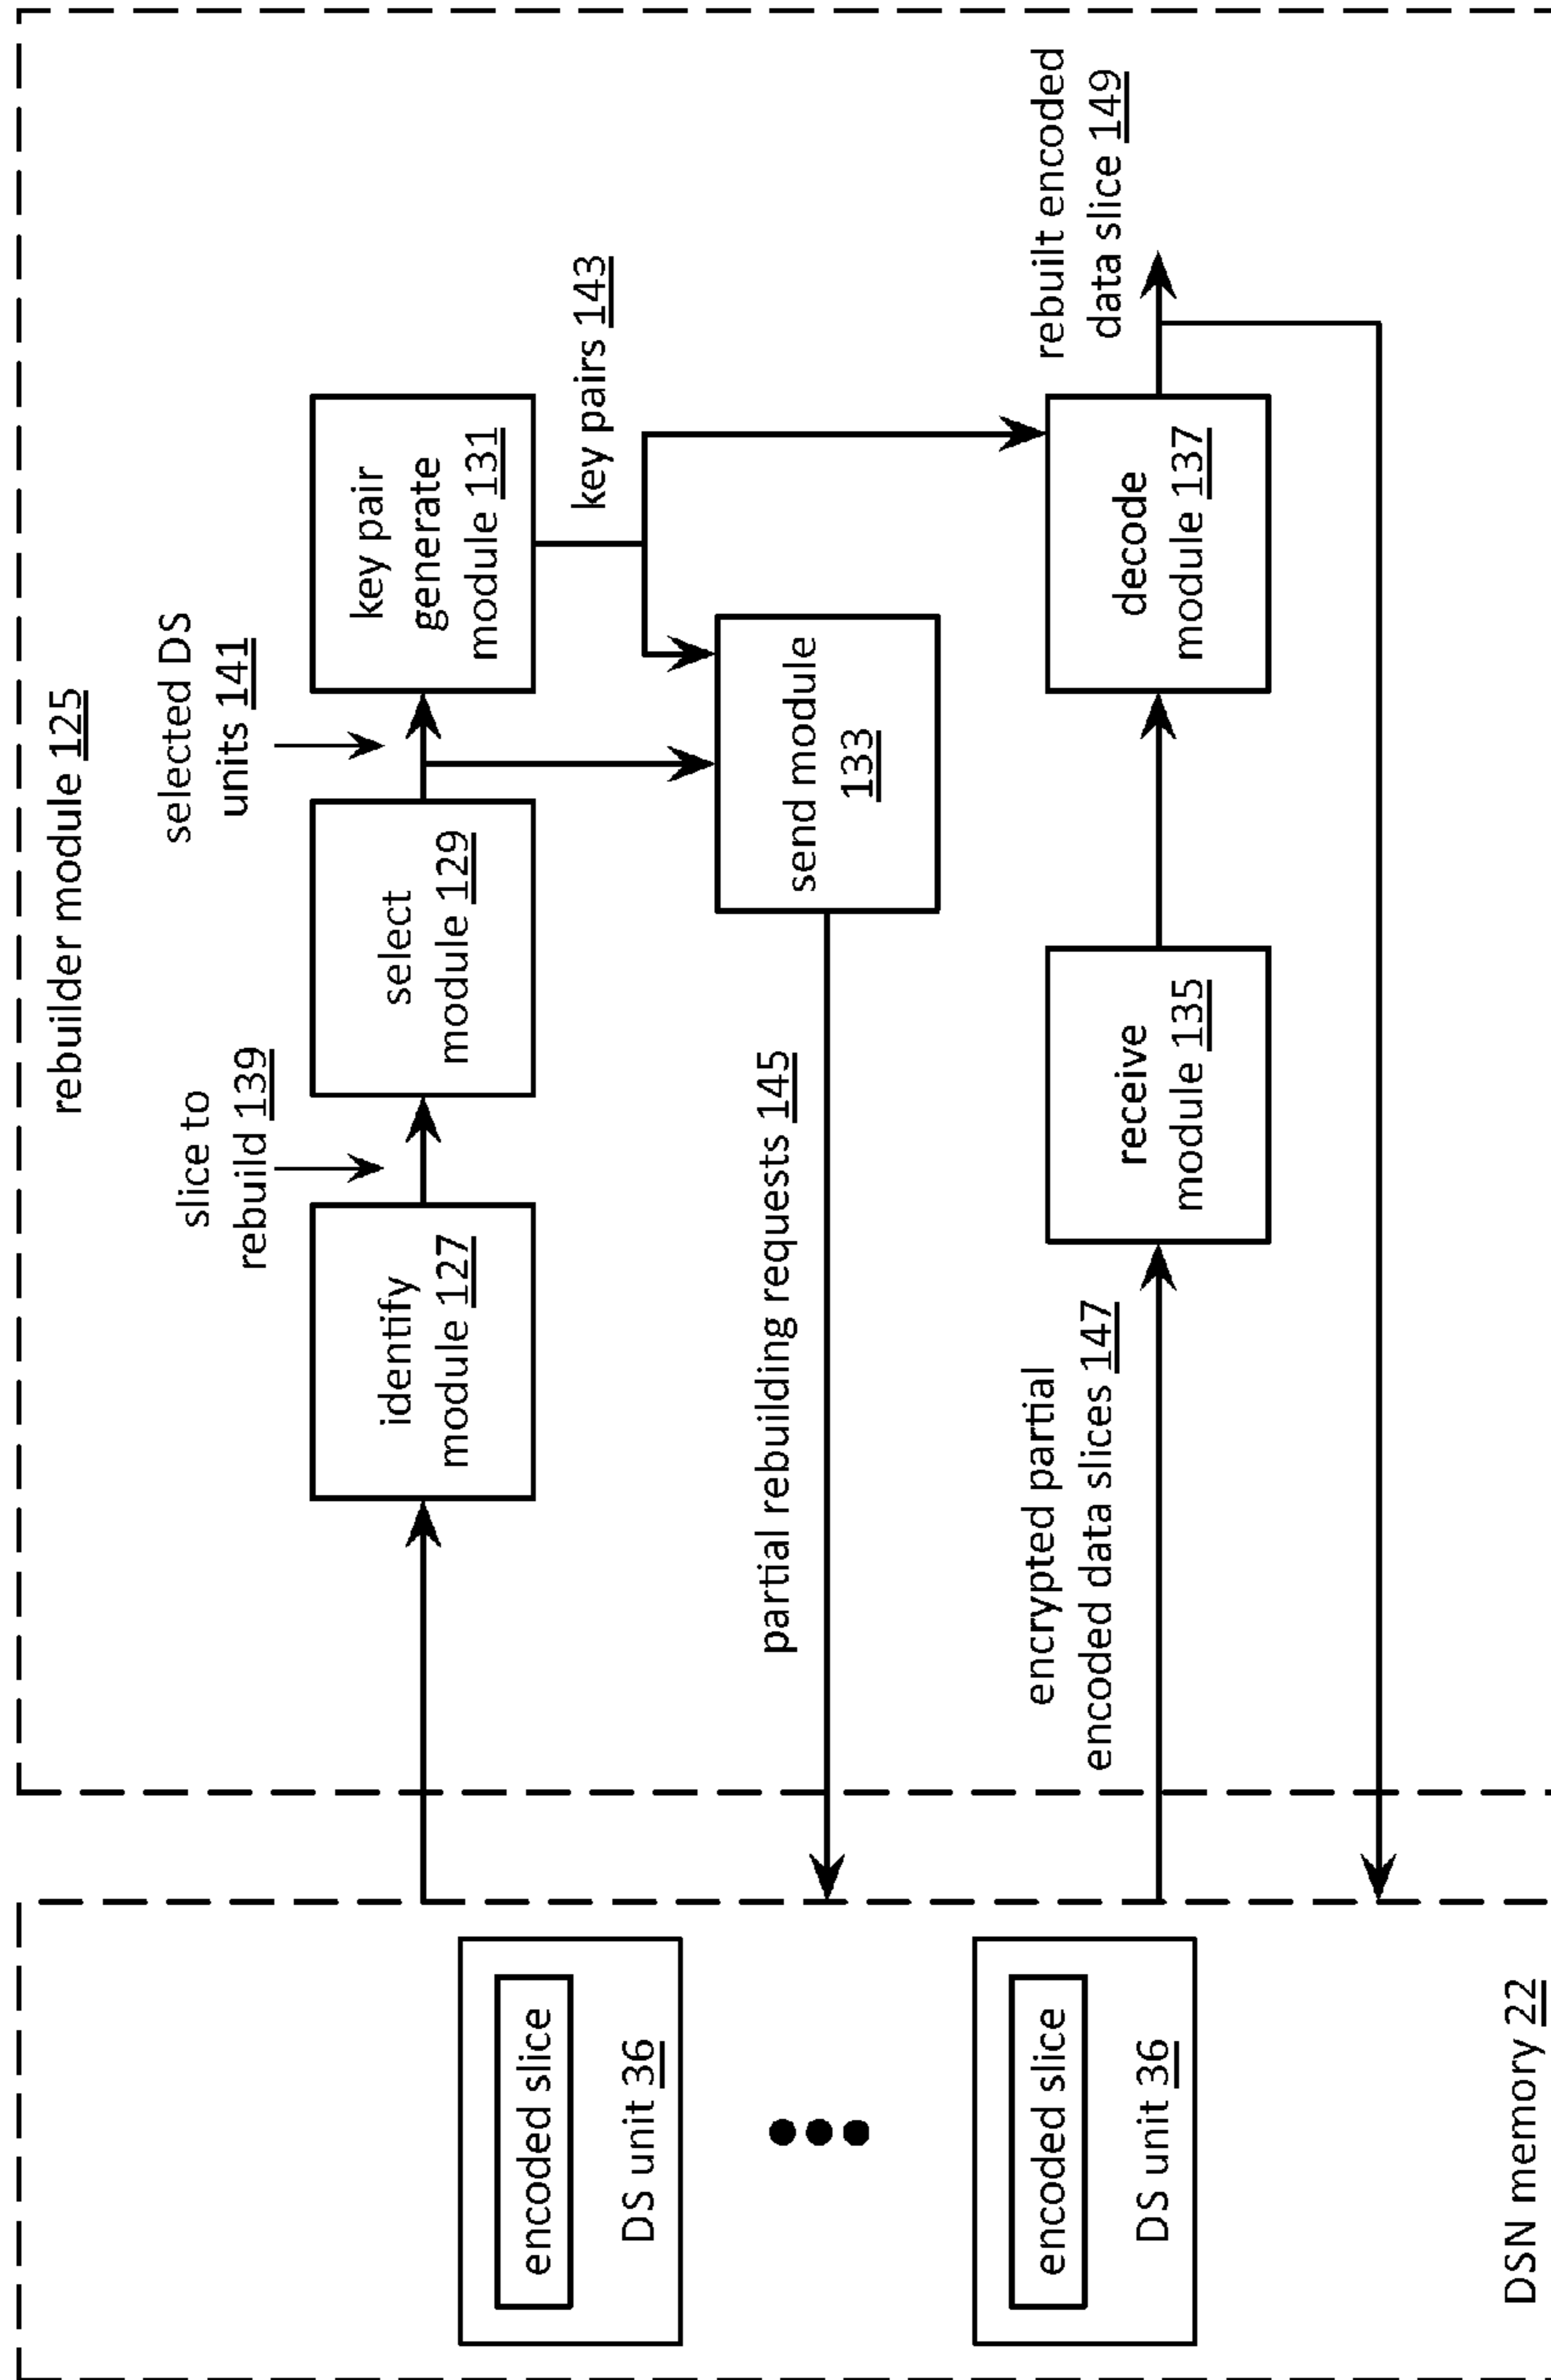 rebuilder module 125
slice to
rebuild 139
selected DS
units 141
identify
module 127
select
module 129
key pair
generate
module 131
key pairs 143
encoded slice
DS unit 36
partial rebuilding requests 145
send module
133
encrypted partial
encoded data slices 147
receive
module 135
decode
module 137
rebuilt encoded
data slice 149
encoded slice
DS unit 36
DSN memory 22